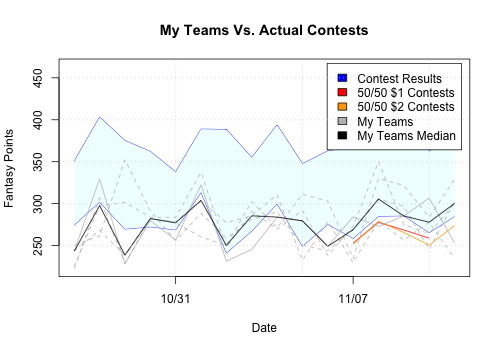 My Teams Vs. Actual Contests
Contest Results
50/50 $1 Contests
50/50 $2 Contests
My Teams
My Teams Median
Fantasy Points
450
400
350
300
250
10/31
11/07
Date